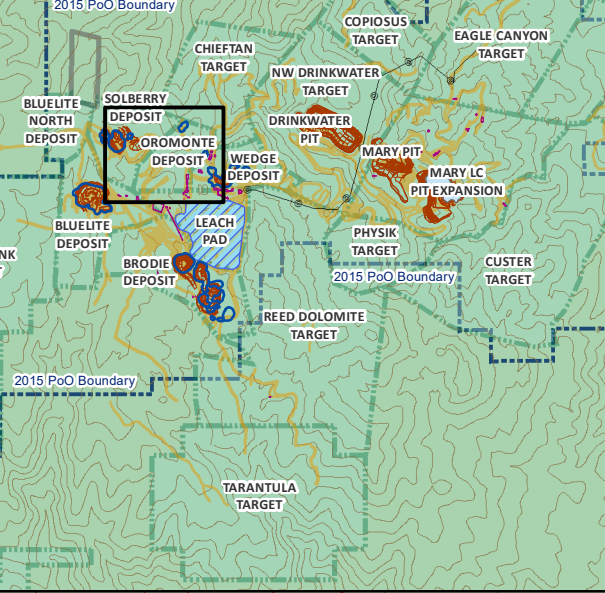 2015 PoO Boundary
COPIOSUS
TARGET
EAGLE CANYON
TARGET
CHIEFTAN
TARGET
NW DRINKWATER
TARGET
BLUELITE
NORTH
DEPOSIT
SOLBERRY
DEPOSIT
DRINKWATER
PIT
OROMONTE
DEPOSIT
MARY PIT
WEDGE
DEPOSIT
MARY LC
PIT EXPANSION
BLUELITE
DEPOSIT
LEACH
PAD
PHYSIK
TARGET
NK
T
BRODIE
DEPOSIT
2015 PoO Boundary
CUSTER
TARGET
REED DOLOMITE
TARGET
2015 PoO Boundary
TARANTULA
TARGET